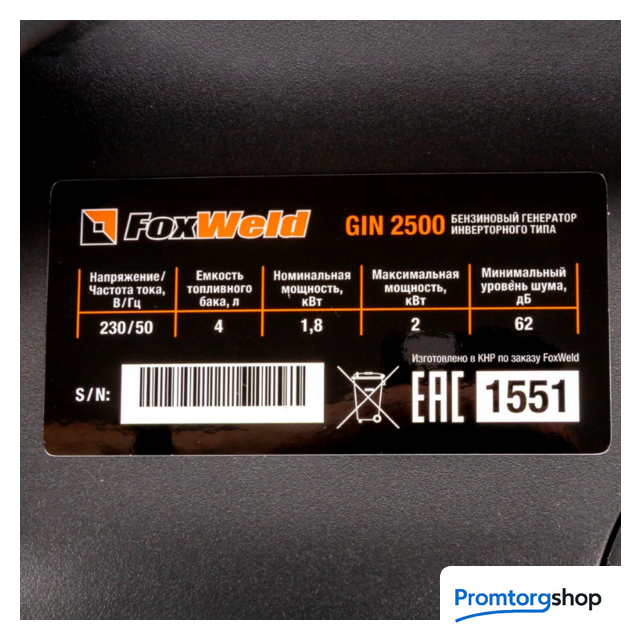 FoxWeld
GIN 2500
БЕНЗИНОВЫЙ ГЕНЕРАТОР
ИНВЕРТОРНОГО ТИПА
Напряжение/
Частота тока,
В/Гц
Емкость
топливного
бака, л
Номинальная
мощность,
кВт
Максимальная
мощность,
кВт
Минимальный
уровень шума,
дБ
230/50
4
1,8
2
62
Изготовлено в КНР по заказу FoxWeld
S/N:
EAC
1551
Promtorgshop